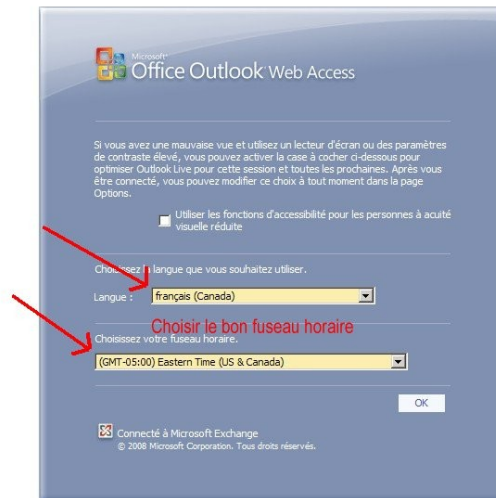 Microsoft®
Office Outlook Web Access
Si vous avez une mauvaise vue et utilisez un lecteur d'écran ou des paramètres
de contraste élevé, vous pouvez activer la case à cocher ci-dessous pour
optimiser Outlook Live pour cette session et toutes les prochaines. Après vous
être connecté, vous pouvez modifier ce choix à tout moment dans la page
Options.
Utiliser les fonctions d'accessibilité pour les personnes à acuité
visuelle réduite
Choisissez la langue que vous souhaitez utiliser.
Langue : français (Canada)
Choisir le bon fuseau horaire
Choisissez votre fuseau horaire.
(GMT-05:00) Eastern Time (US & Canada)
OK
Connecté à Microsoft Exchange
© 2008 Microsoft Corporation. Tous droits réservés.